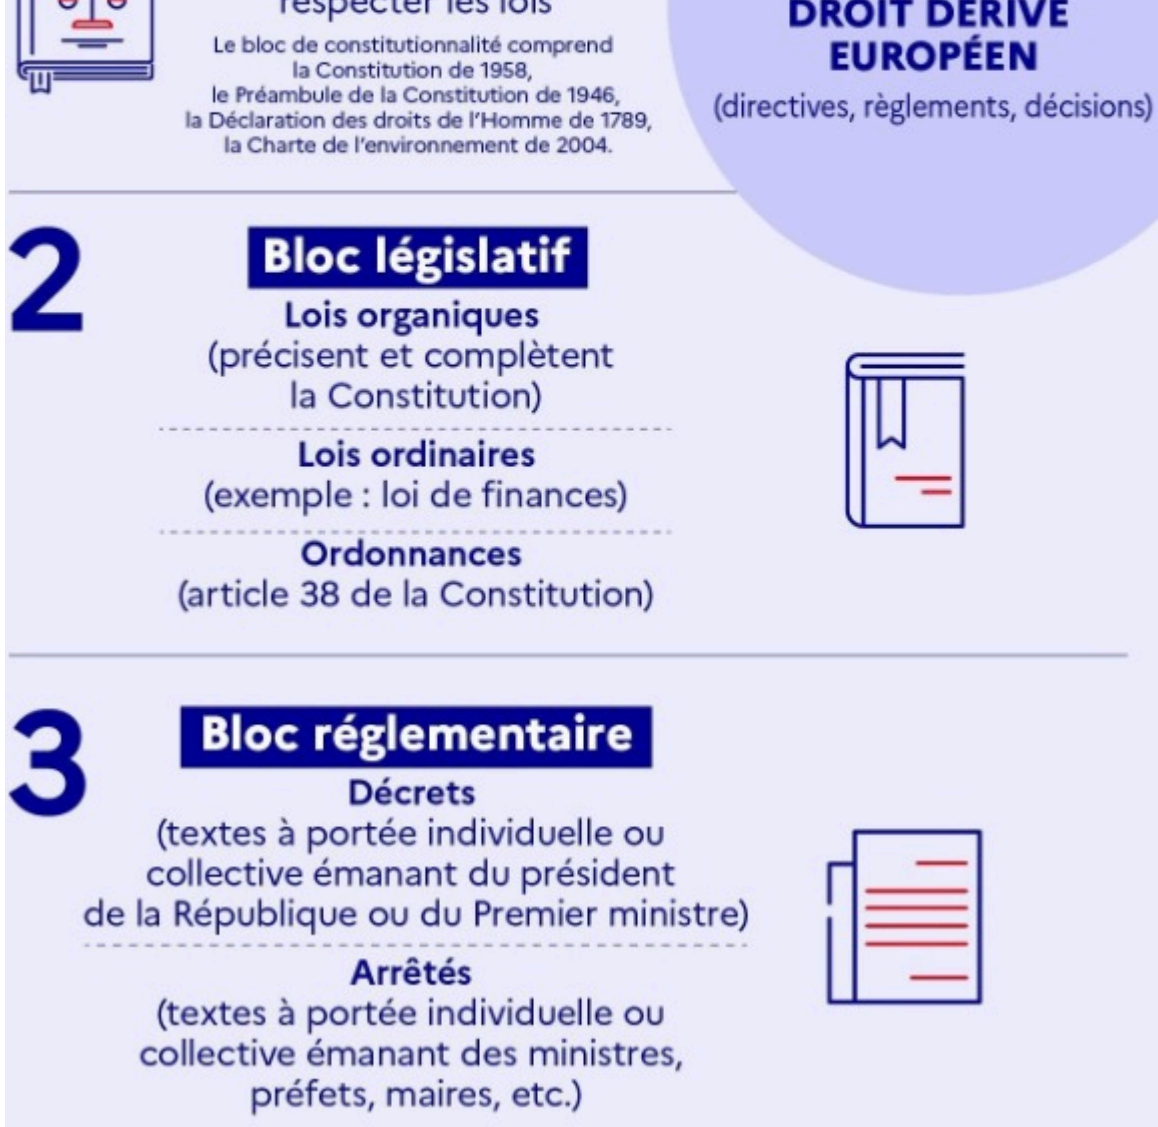 respecter les lois
Le bloc de constitutionnalité comprend
la Constitution de 1958,
le Préambule de la Constitution de 1946,
la Déclaration des droits de l'Homme de 1789,
la Charte de l'environnement de 2004.
DROIT DÉRIVÉ
EUROPÉEN
(directives, règlements, décisions)
2
Bloc législatif
Lois organiques
(précisent et complètent
la Constitution)
Lois ordinaires
(exemple : loi de finances)
Ordonnances
(article 38 de la Constitution)
3
Bloc réglementaire
Décrets
(textes à portée individuelle ou
collective émanant du président
de la République ou du Premier ministre)
Arrêtés
(textes à portée individuelle ou
collective émanant des ministres,
préfets, maires, etc.)